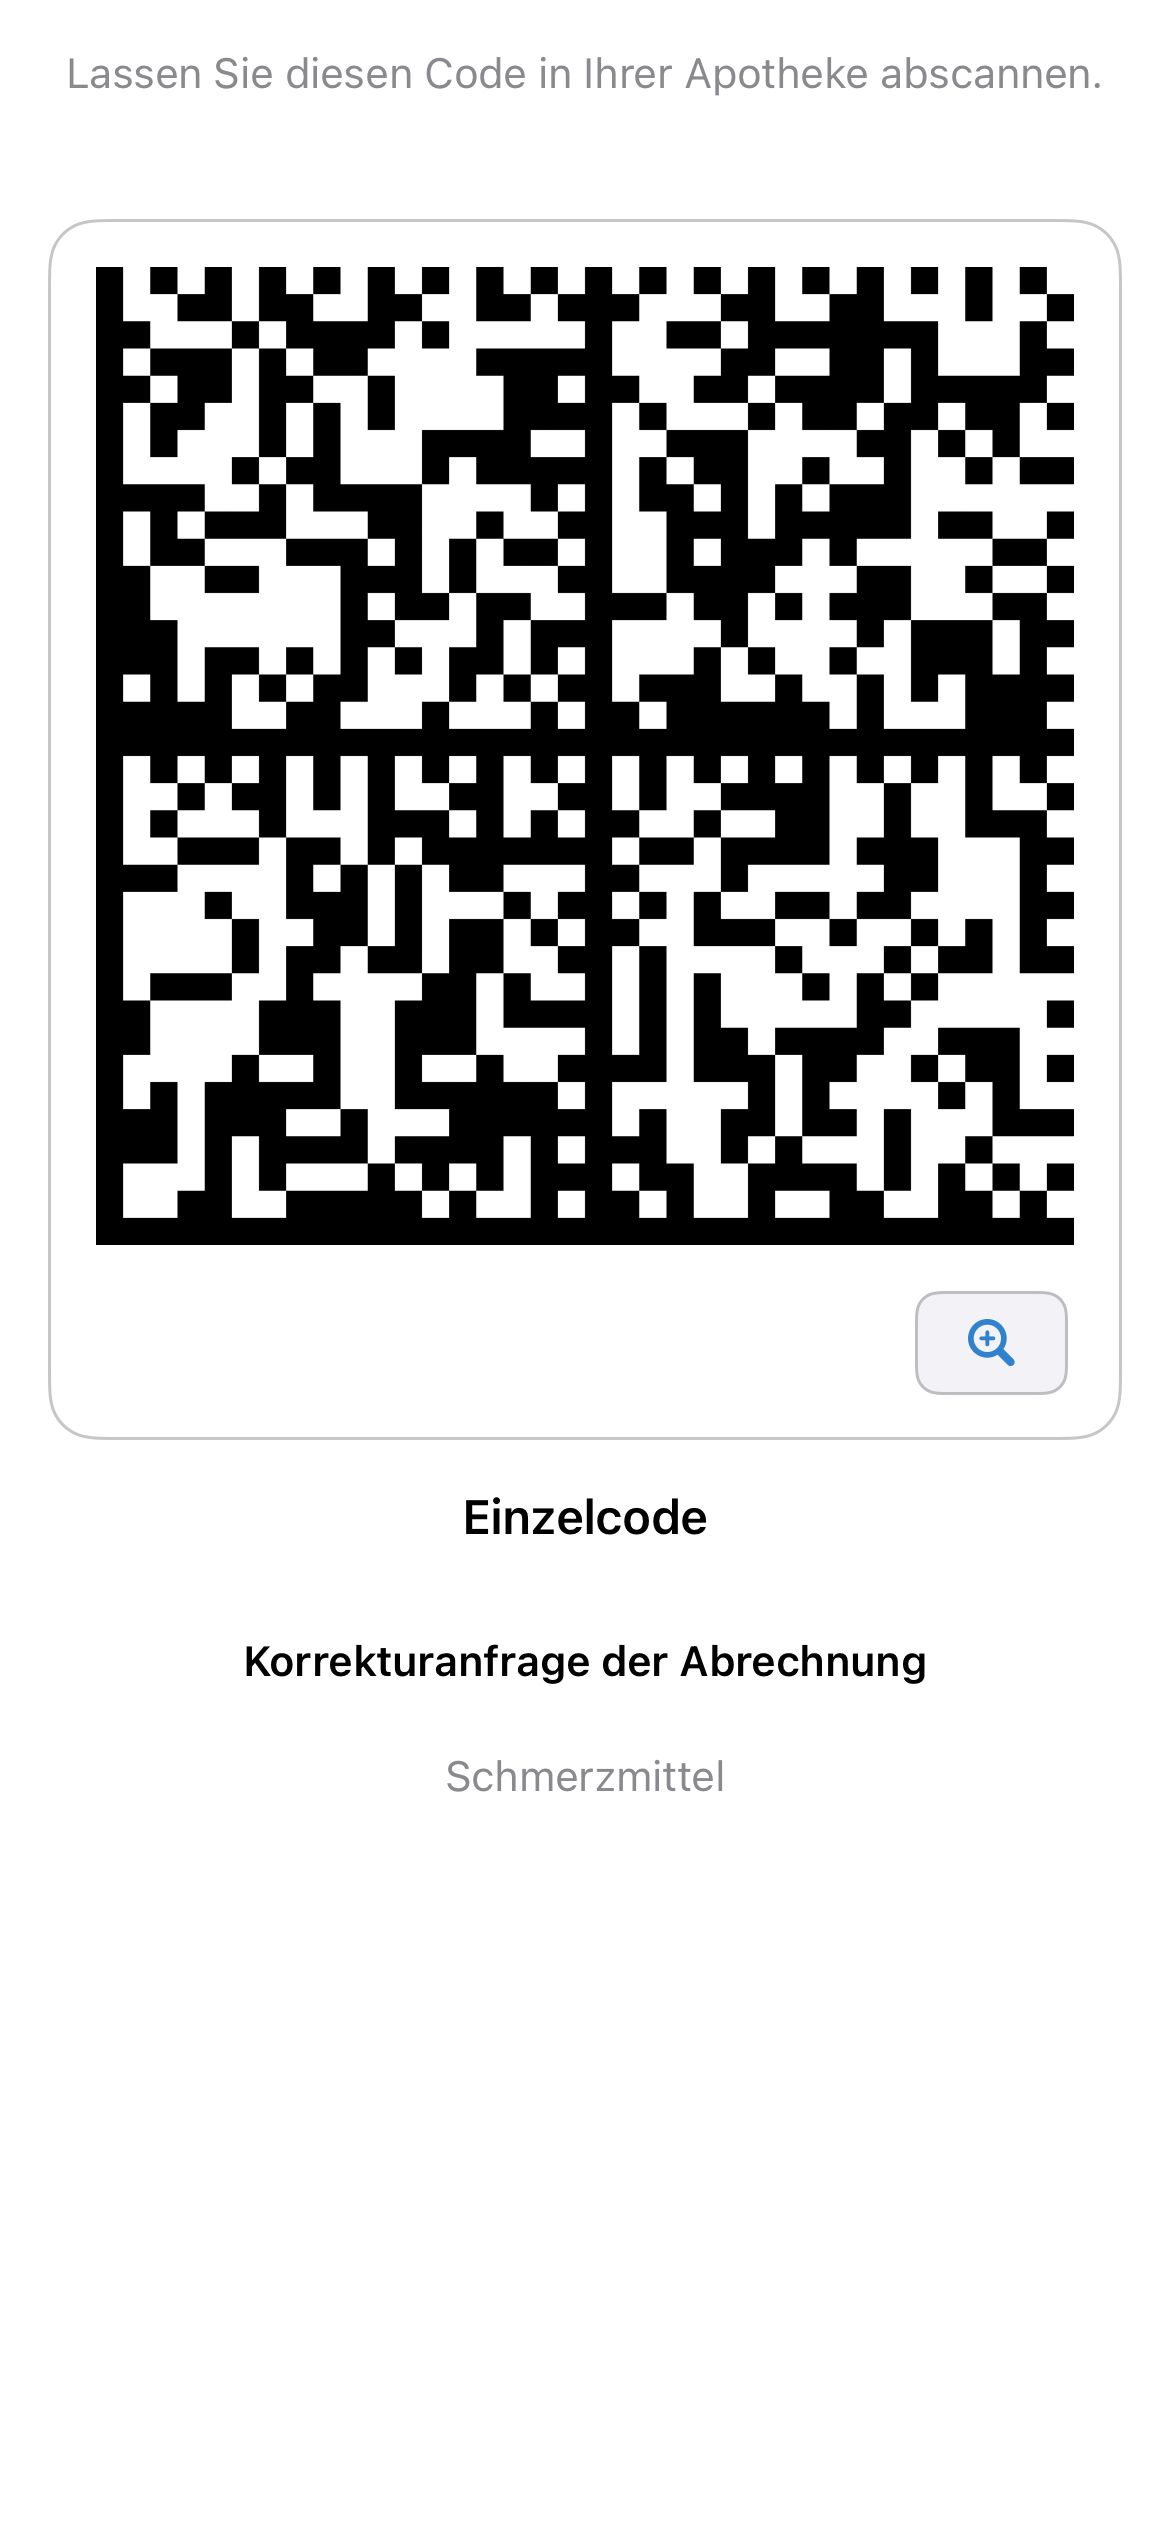 Lassen Sie diesen Code in Ihrer Apotheke abscannen.
Einzelcode
Korrekturanfrage der Abrechnung
Schmerzmittel